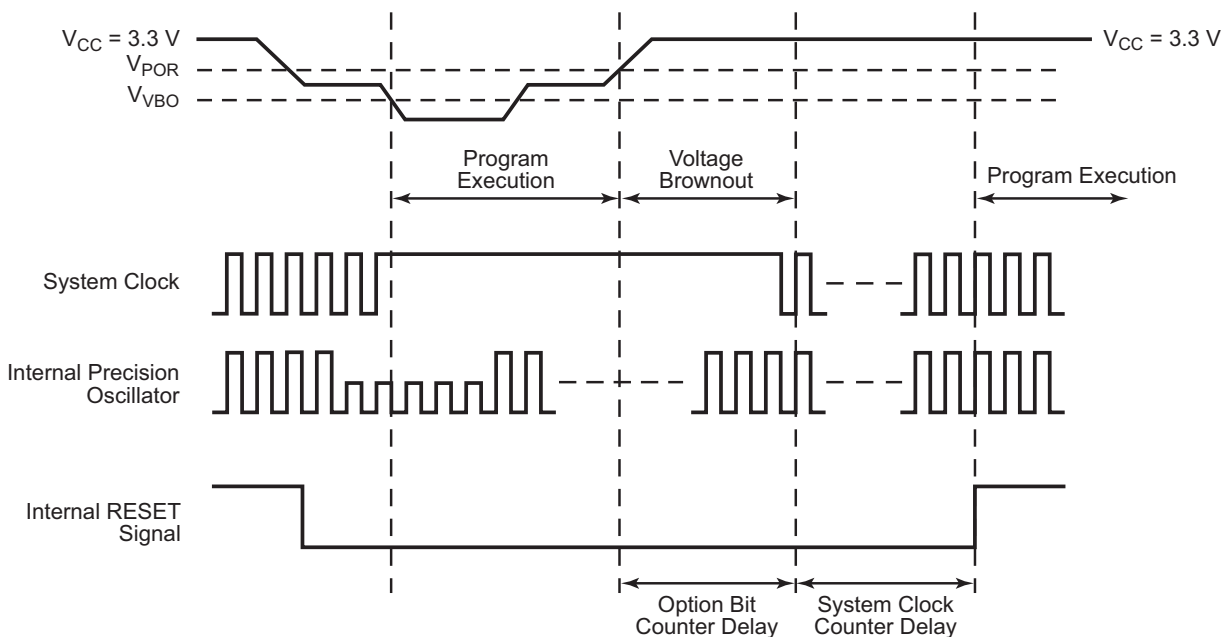 V_CC = 3.3 V
V_CC = 3.3 V
V_POR
V_VBO
Program
Execution
Voltage
Brownout
Program Execution
System Clock
Internal Precision
Oscillator
Internal RESET
Signal
Option Bit
Counter Delay
System Clock
Counter Delay